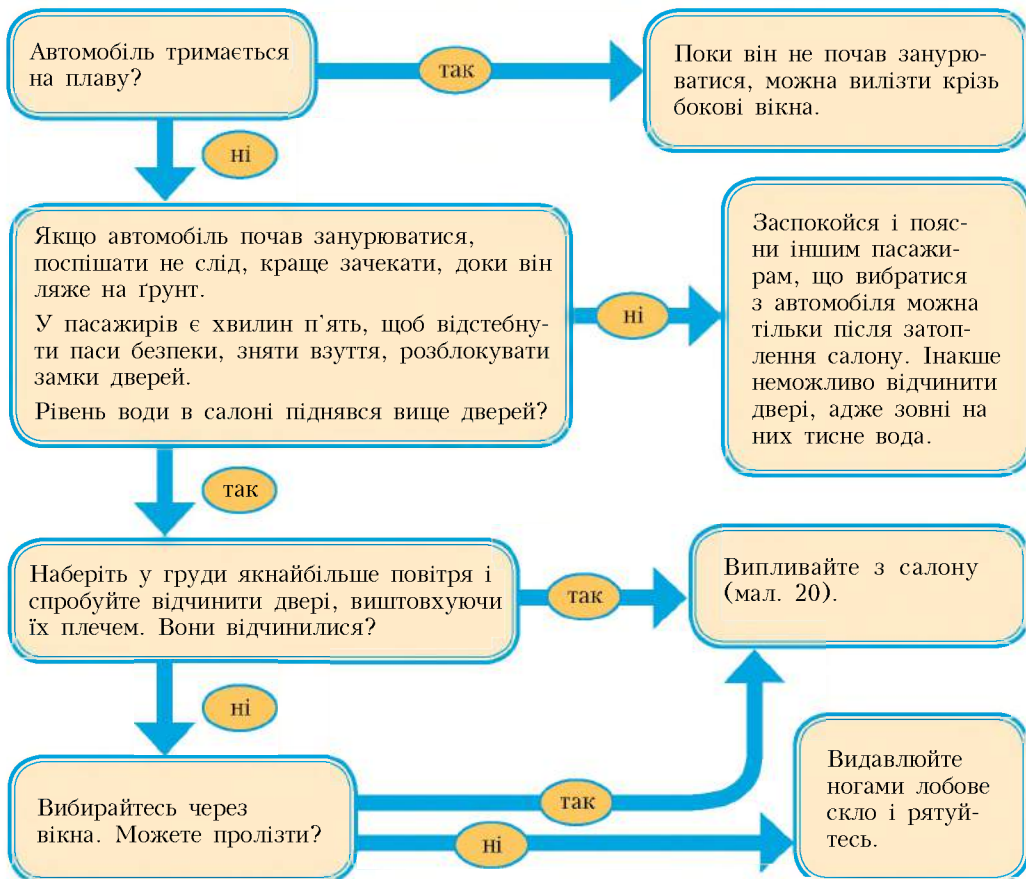 Автомобіль тримається
на плаву?
так
Поки він не почав занурю-
ватися, можна вилізти крізь
бокові вікна.
ні
Якщо автомобіль почав занурюватися,
поспішати не слід, краще зачекати, доки він
ляже на ґрунт.
У пасажирів є хвилин п’ять, щоб відстебну-
ти паси безпеки, зняти взуття, розблокувати
замки дверей.
Рівень води в салоні піднявся вище дверей?
ні
Заспокойся і пояс-
ни іншим пасажи-
рам, що вибратися
з автомобіля можна
тільки після затоп-
лення салону. Інакше
неможливо відчинити
двері, адже зовні на
них тисне вода.
так
Наберіть у груди якнайбільше повітря і
спробуйте відчинити двері, виштовхуючи
їх плечем. Вони відчинилися?
так
Випливайте з салону
(мал. 20).
ні
Вибирайтесь через
вікна. Можете пролізти?
так
ні
Видавлюйте
ногами лобове
скло і рятуй-
тесь.